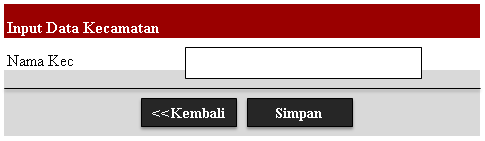 Input Data Kecamatan
Nama Kec
<<Kembali Simpan